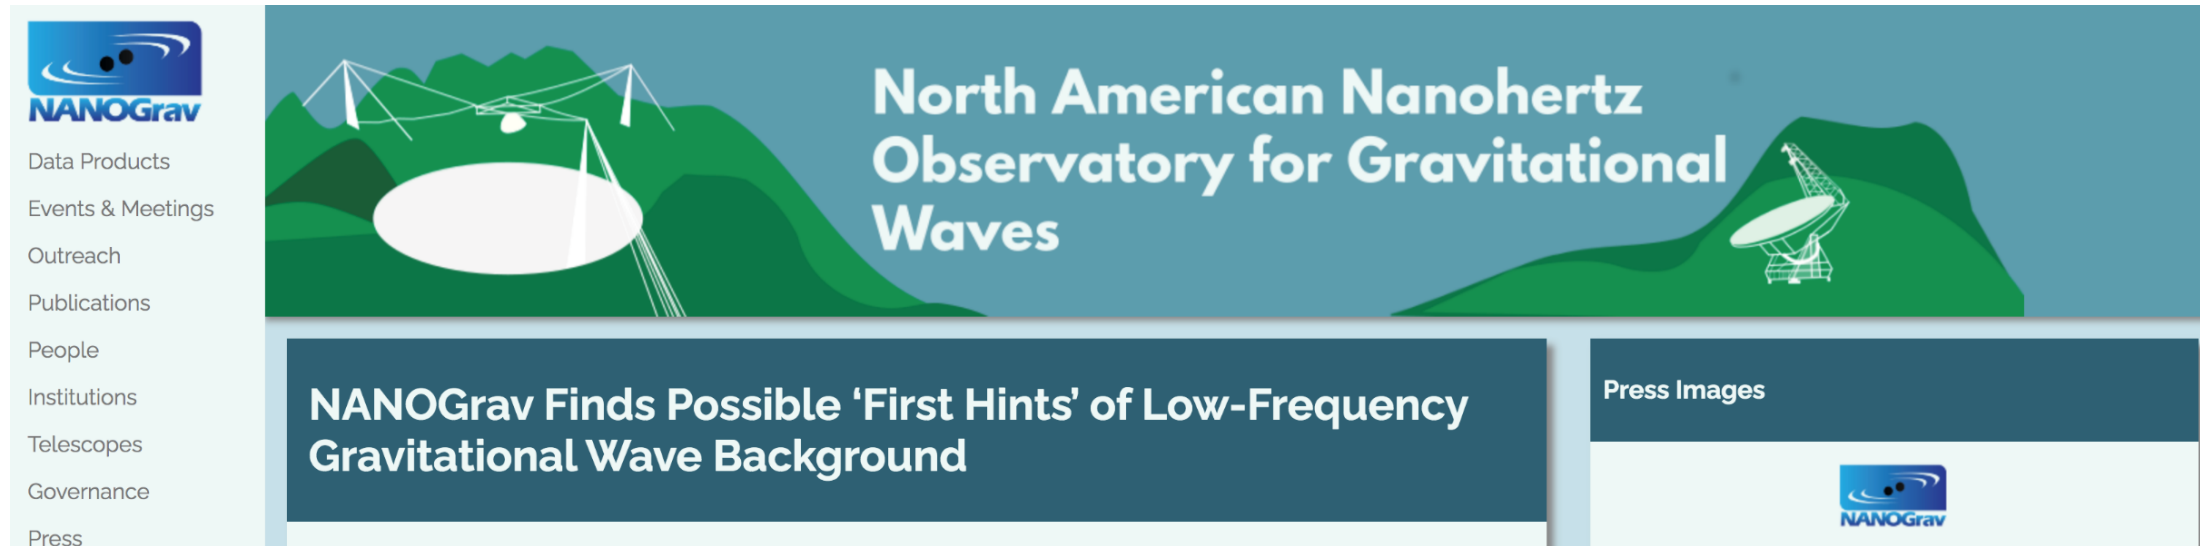 NANOGrav
Data Products
Events & Meetings
Outreach
Publications
People
Institutions
Telescopes
Governance
Press
North American Nanohertz
Observatory for Gravitational
Waves
NANOGrav Finds Possible ‘First Hints’ of Low-Frequency
Gravitational Wave Background
Press Images
NANOGrav